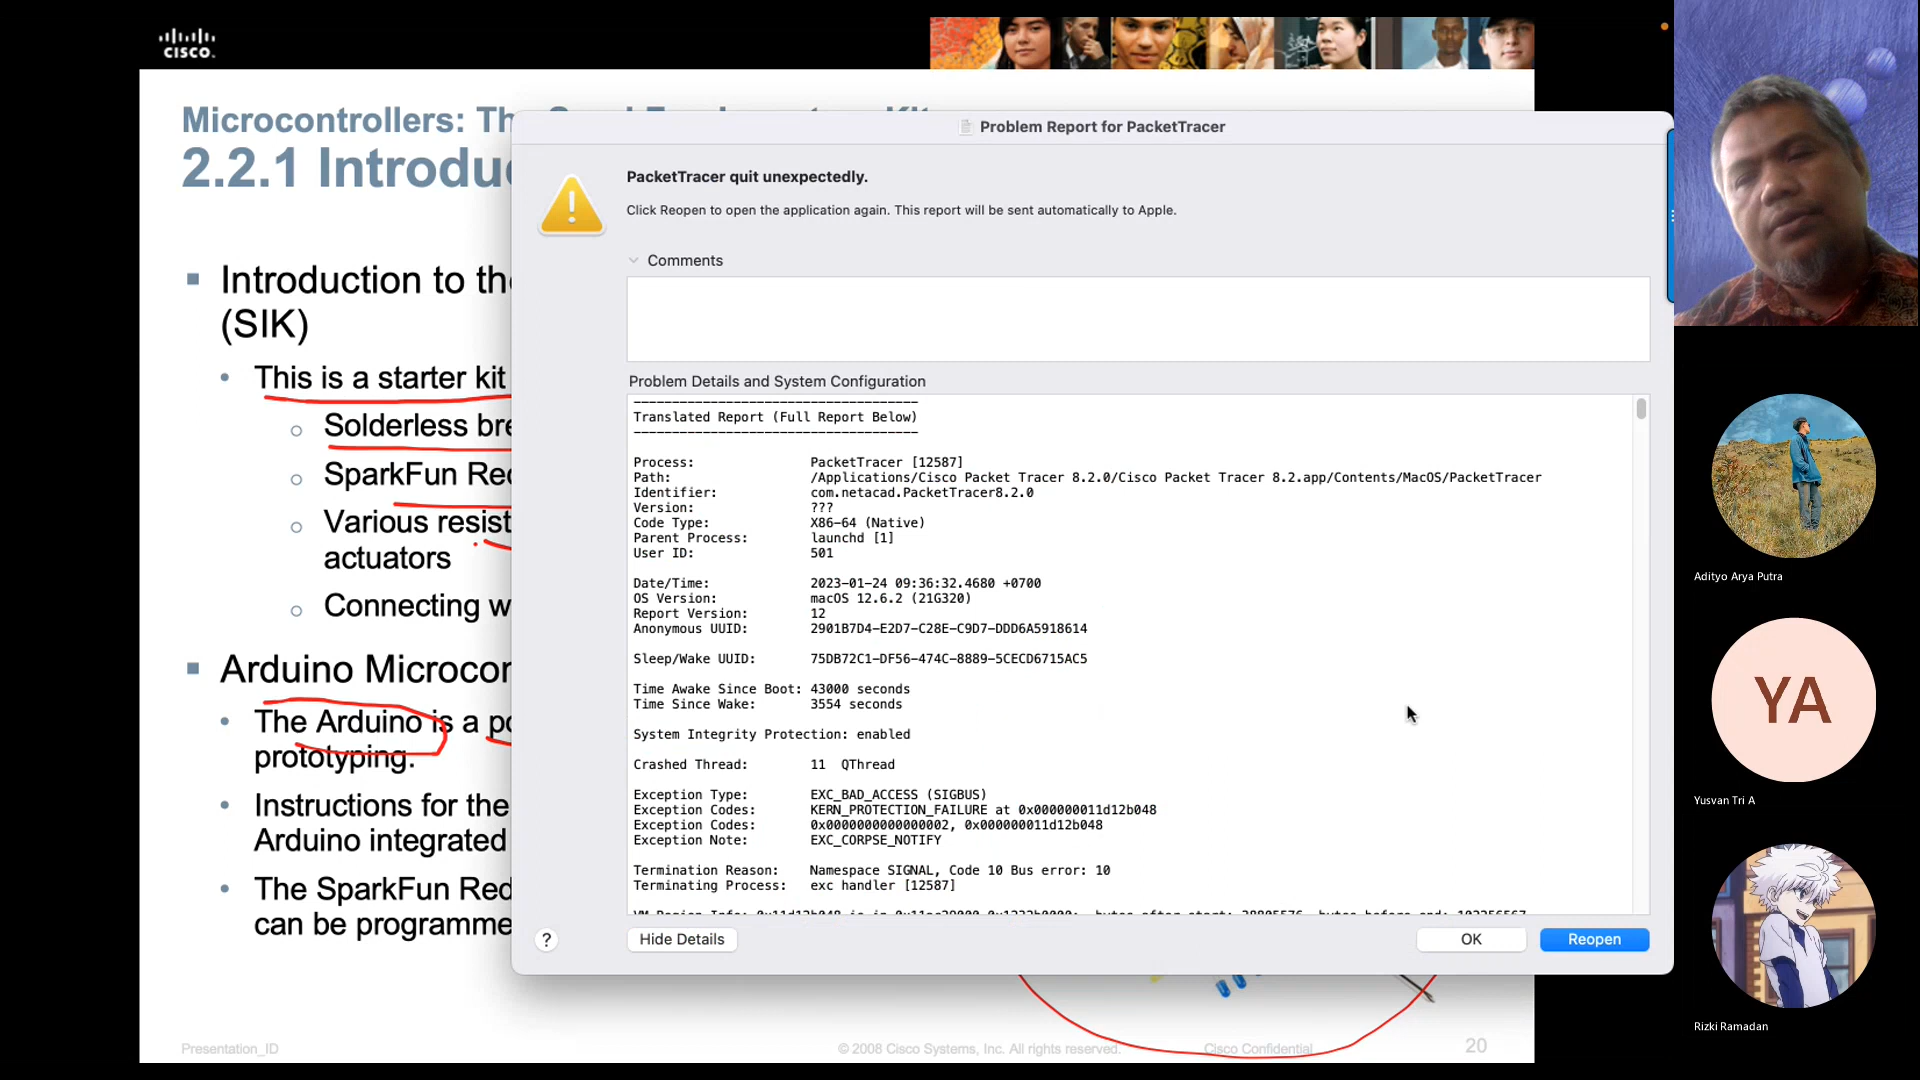 CISCO.
Microcontrollers: Th
2.2.1 Introduc
Introduction to the
(SIK)
This is a starter kit
Solderless bre
SparkFun Red
Various resist
actuators
Connecting w
Arduino Microcon
The Arduino is a po
prototyping.
Instructions for the
Arduino integrated
The SparkFun Red
can be programme
Presentation_ID
© 2008 Cisco Systems, Inc. All rights reserved.
Cisco Confidential
20
Problem Report for PacketTracer
PacketTracer quit unexpectedly.
Click Reopen to open the application again. This report will be sent automatically to Apple.
Comments
Problem Details and System Configuration
-------------------------------------
Translated Report (Full Report Below)
-------------------------------------
Process: PacketTracer [12587]
Path: /Applications/Cisco Packet Tracer 8.2.0/Cisco Packet Tracer 8.2.app/Contents/MacOS/PacketTracer
Identifier: com.netacad.PacketTracer8.2.0
Version: ???
Code Type: X86-64 (Native)
Parent Process: launchd [1]
User ID: 501
Date/Time: 2023-01-24 09:36:32.4680 +0700
OS Version: macOS 12.6.2 (21G320)
Report Version: 12
Anonymous UUID: 2901B7D4-E2D7-C28E-C9D7-DDD6A5918614
Sleep/Wake UUID: 75DB72C1-DF56-474C-8889-5CECD6715AC5
Time Awake Since Boot: 43000 seconds
Time Since Wake: 3554 seconds
System Integrity Protection: enabled
Crashed Thread: 11 QThread
Exception Type: EXC_BAD_ACCESS (SIGBUS)
Exception Codes: KERN_PROTECTION_FAILURE at 0x000000011d12b048
Exception Codes: 0x0000000000000002, 0x000000011d12b048
Exception Note: EXC_CORPSE_NOTIFY
Termination Reason: Namespace SIGNAL, Code 10 Bus error: 10
Terminating Process: exc handler [12587]
?
Hide Details
OK
Reopen
Adityo Arya Putra
YA
Yusvan Tri A
Rizki Ramadan